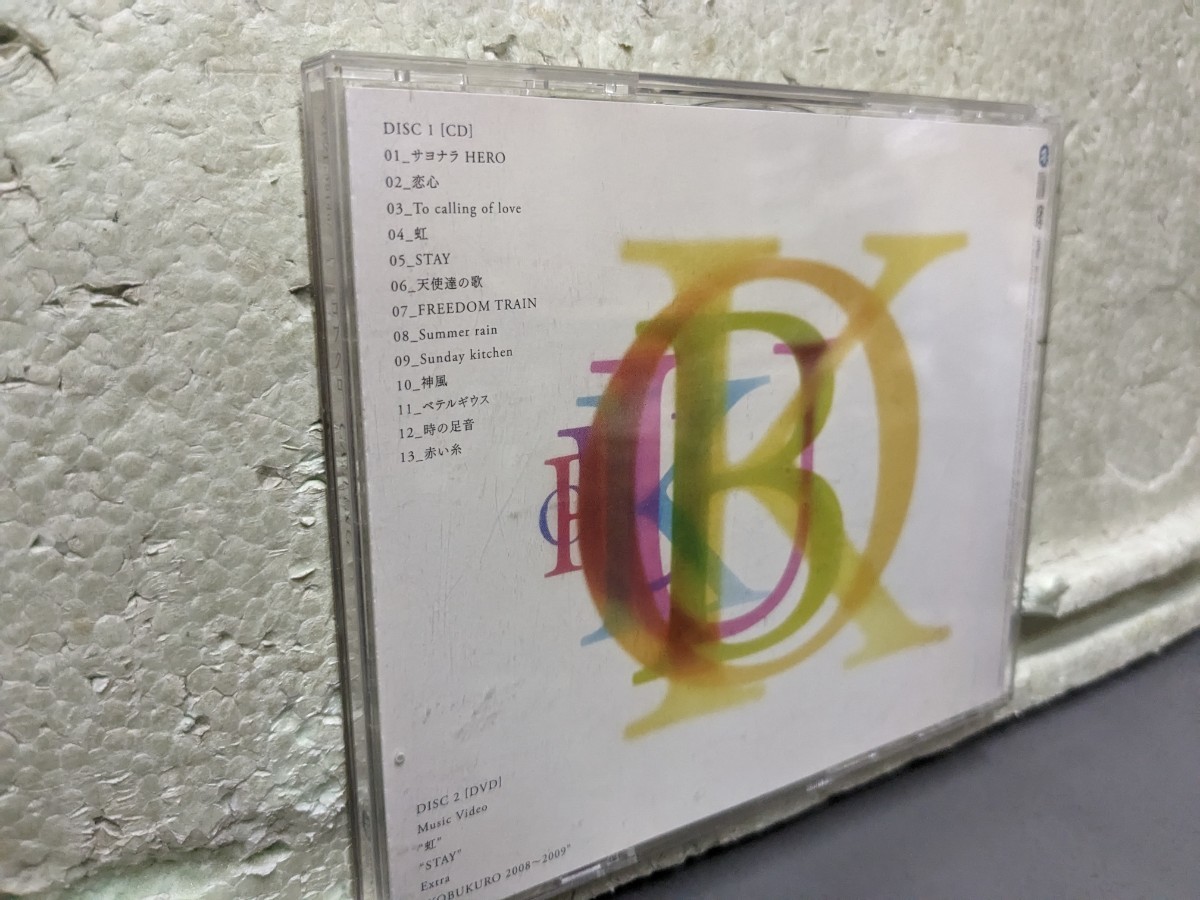 DISC 1 [CD]
01_サヨナラ HERO
02_恋心
03_To calling of love
04_虹
05_STAY
06_天使達の歌
07_FREEDOM TRAIN
08_Summer rain
09_Sunday kitchen
10_神風
11_ベテルギウス
12_時の足音
13_赤い糸
DISC 2 [DVD]
Music Video
"虹"
"STAY"
Extra
KOBUKURO 2008～2009"